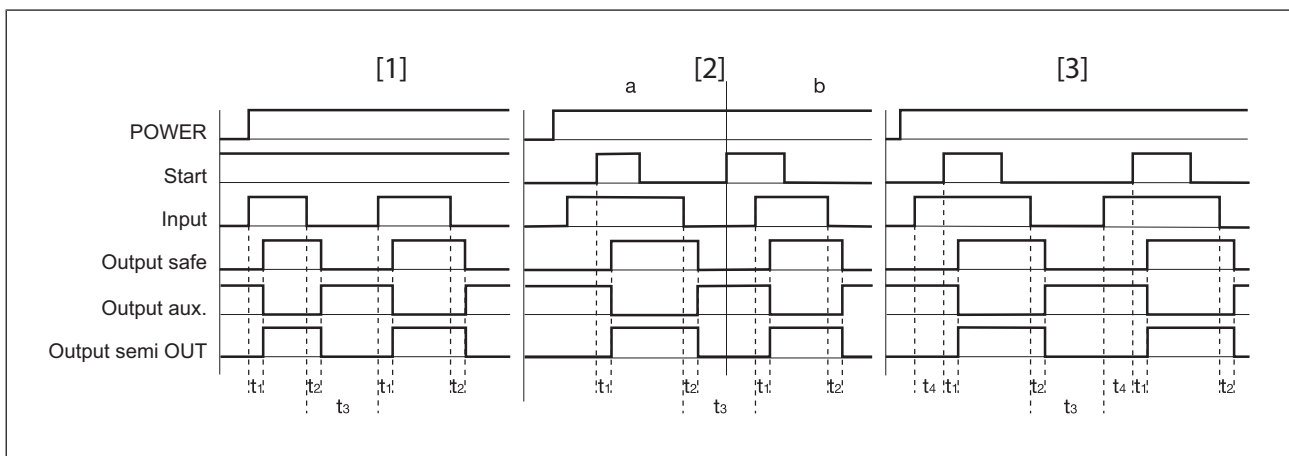 [1] [2] [3]
a b
POWER
Start
Input
Output safe
Output aux.
Output semi OUT
t1 t2 t1 t2 t1 t2 t1 t2 t4 t1 t2 t4 t1 t2
t3 t3 t3